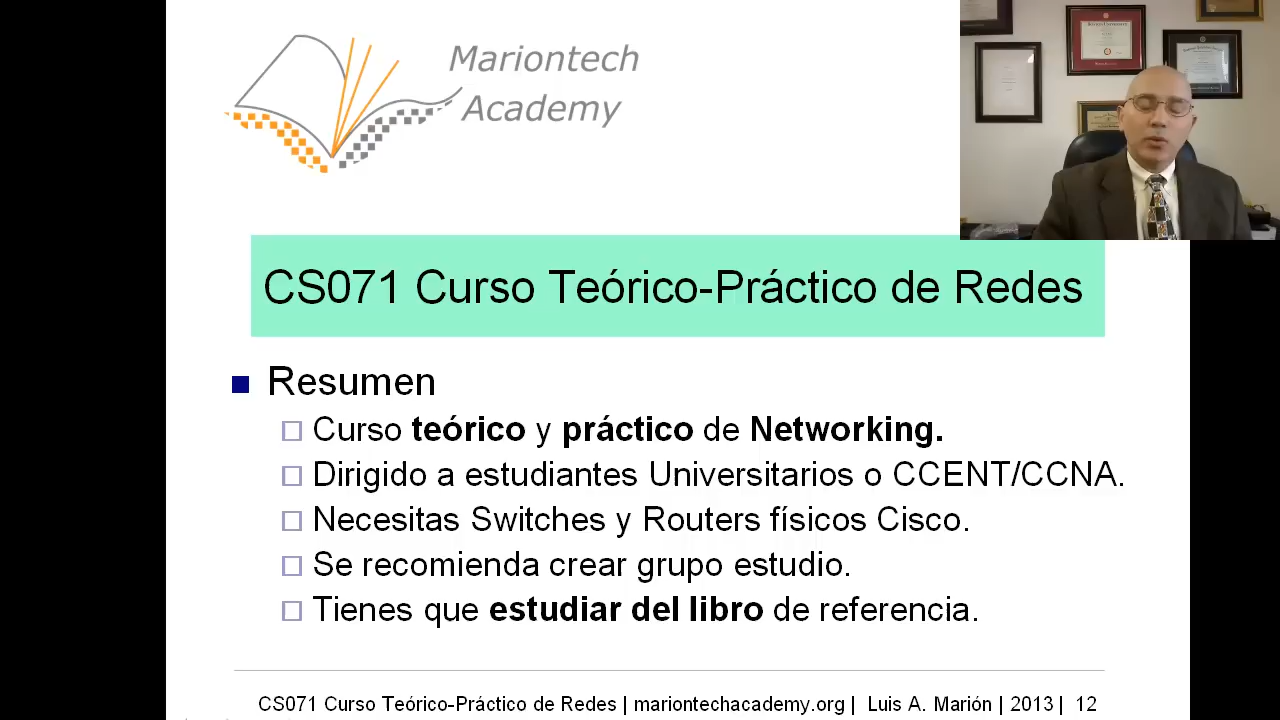 Mariontech
Academy
CS071 Curso Teórico-Práctico de Redes
Resumen
Curso teórico y práctico de Networking.
Dirigido a estudiantes Universitarios o CCENT/CCNA.
Necesitas Switches y Routers físicos Cisco.
Se recomienda crear grupo estudio.
Tienes que estudiar del libro de referencia.
CS071 Curso Teórico-Práctico de Redes | mariontechacademy.org | Luis A. Marión | 2013 | 12